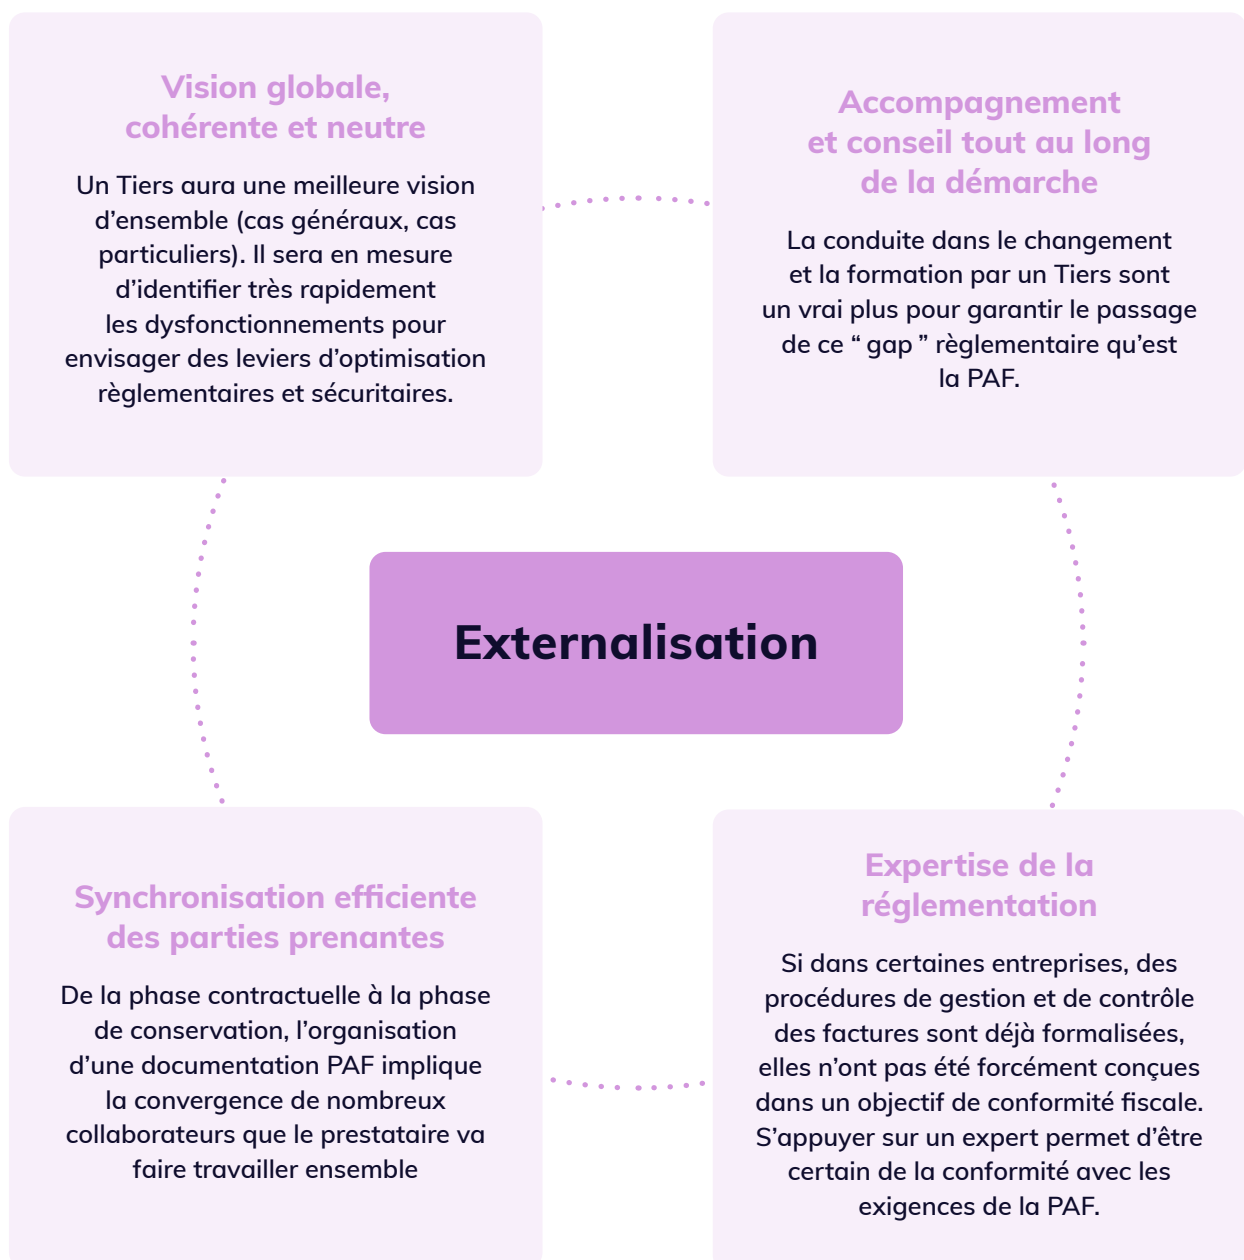 Vision globale,
cohérente et neutre
Un Tiers aura une meilleure vision
d’ensemble (cas généraux, cas
particuliers). Il sera en mesure
d’identifier très rapidement
les dysfonctionnements pour
envisager des leviers d’optimisation
règlementaires et sécuritaires.
Accompagnement
et conseil tout au long
de la démarche
La conduite dans le changement
et la formation par un Tiers sont
un vrai plus pour garantir le passage
de ce “ gap ” règlementaire qu’est
la PAF.
Externalisation
Synchronisation efficiente
des parties prenantes
De la phase contractuelle à la phase
de conservation, l’organisation
d’une documentation PAF implique
la convergence de nombreux
collaborateurs que le prestataire va
faire travailler ensemble
Expertise de la
réglementation
Si dans certaines entreprises, des
procédures de gestion et de contrôle
des factures sont déjà formalisées,
elles n’ont pas été forcément conçues
dans un objectif de conformité fiscale.
S’appuyer sur un expert permet d’être
certain de la conformité avec les
exigences de la PAF.